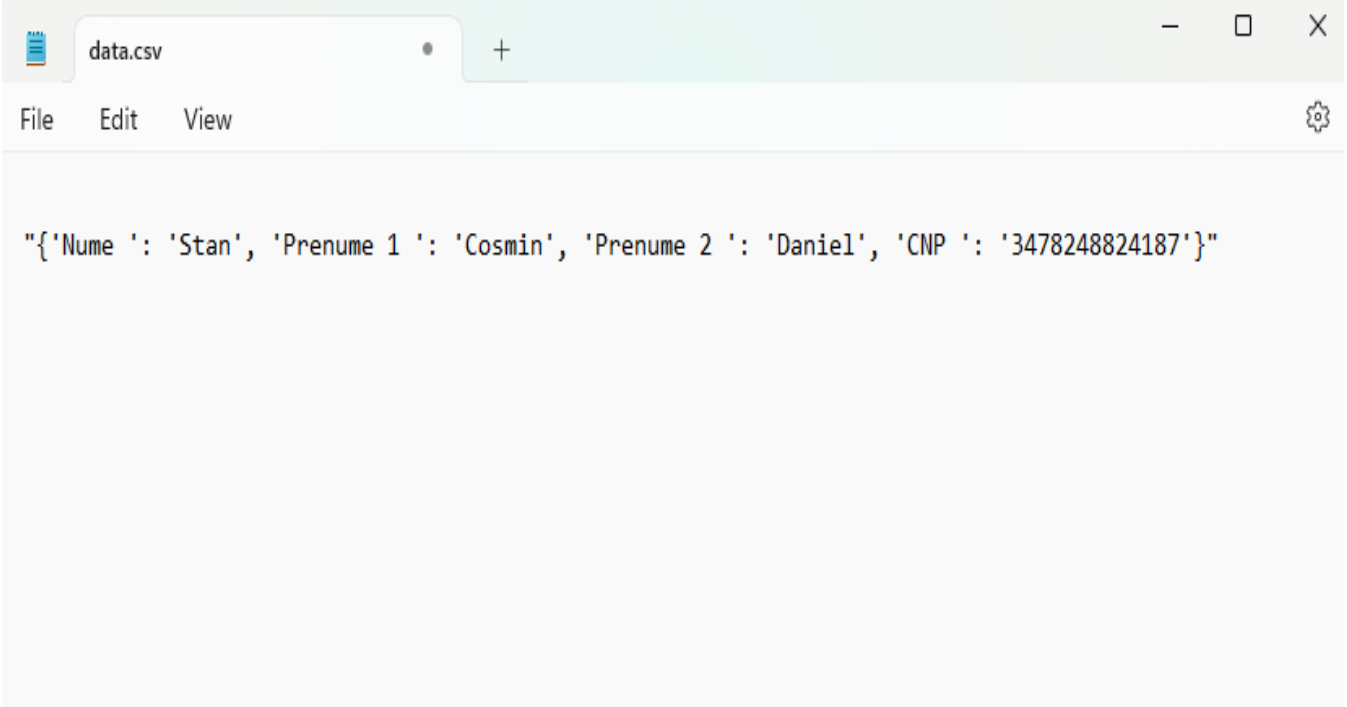 data.csv
File Edit View
"{'Nume ': 'Stan', 'Prenume 1 ': 'Cosmin', 'Prenume 2 ': 'Daniel', 'CNP ': '3478248824187'}"